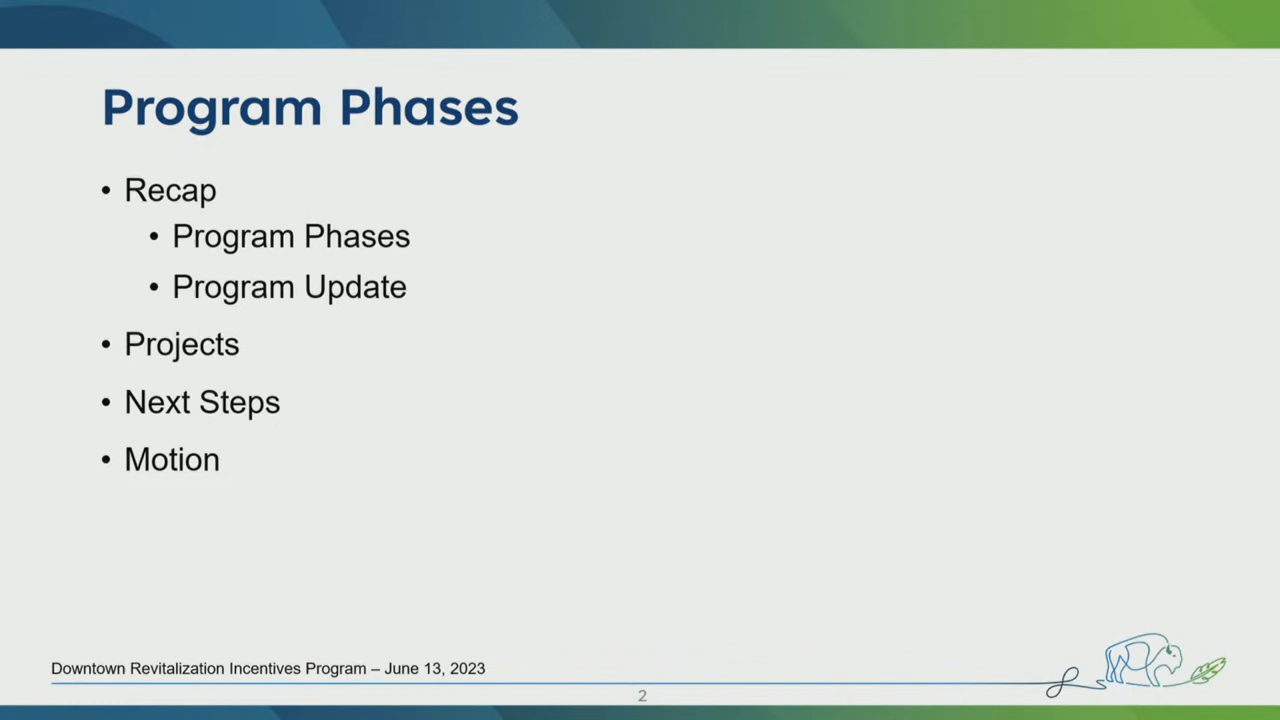 Program Phases
• Recap
• Program Phases
• Program Update
• Projects
• Next Steps
• Motion
Downtown Revitalization Incentives Program – June 13, 2023
2